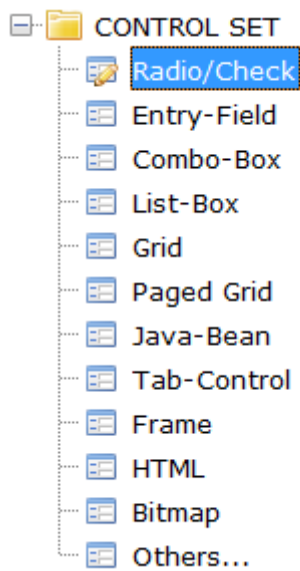 CONTROL SET
Radio/Check
Entry-Field
Combo-Box
List-Box
Grid
Paged Grid
Java-Bean
Tab-Control
Frame
HTML
Bitmap
Others...